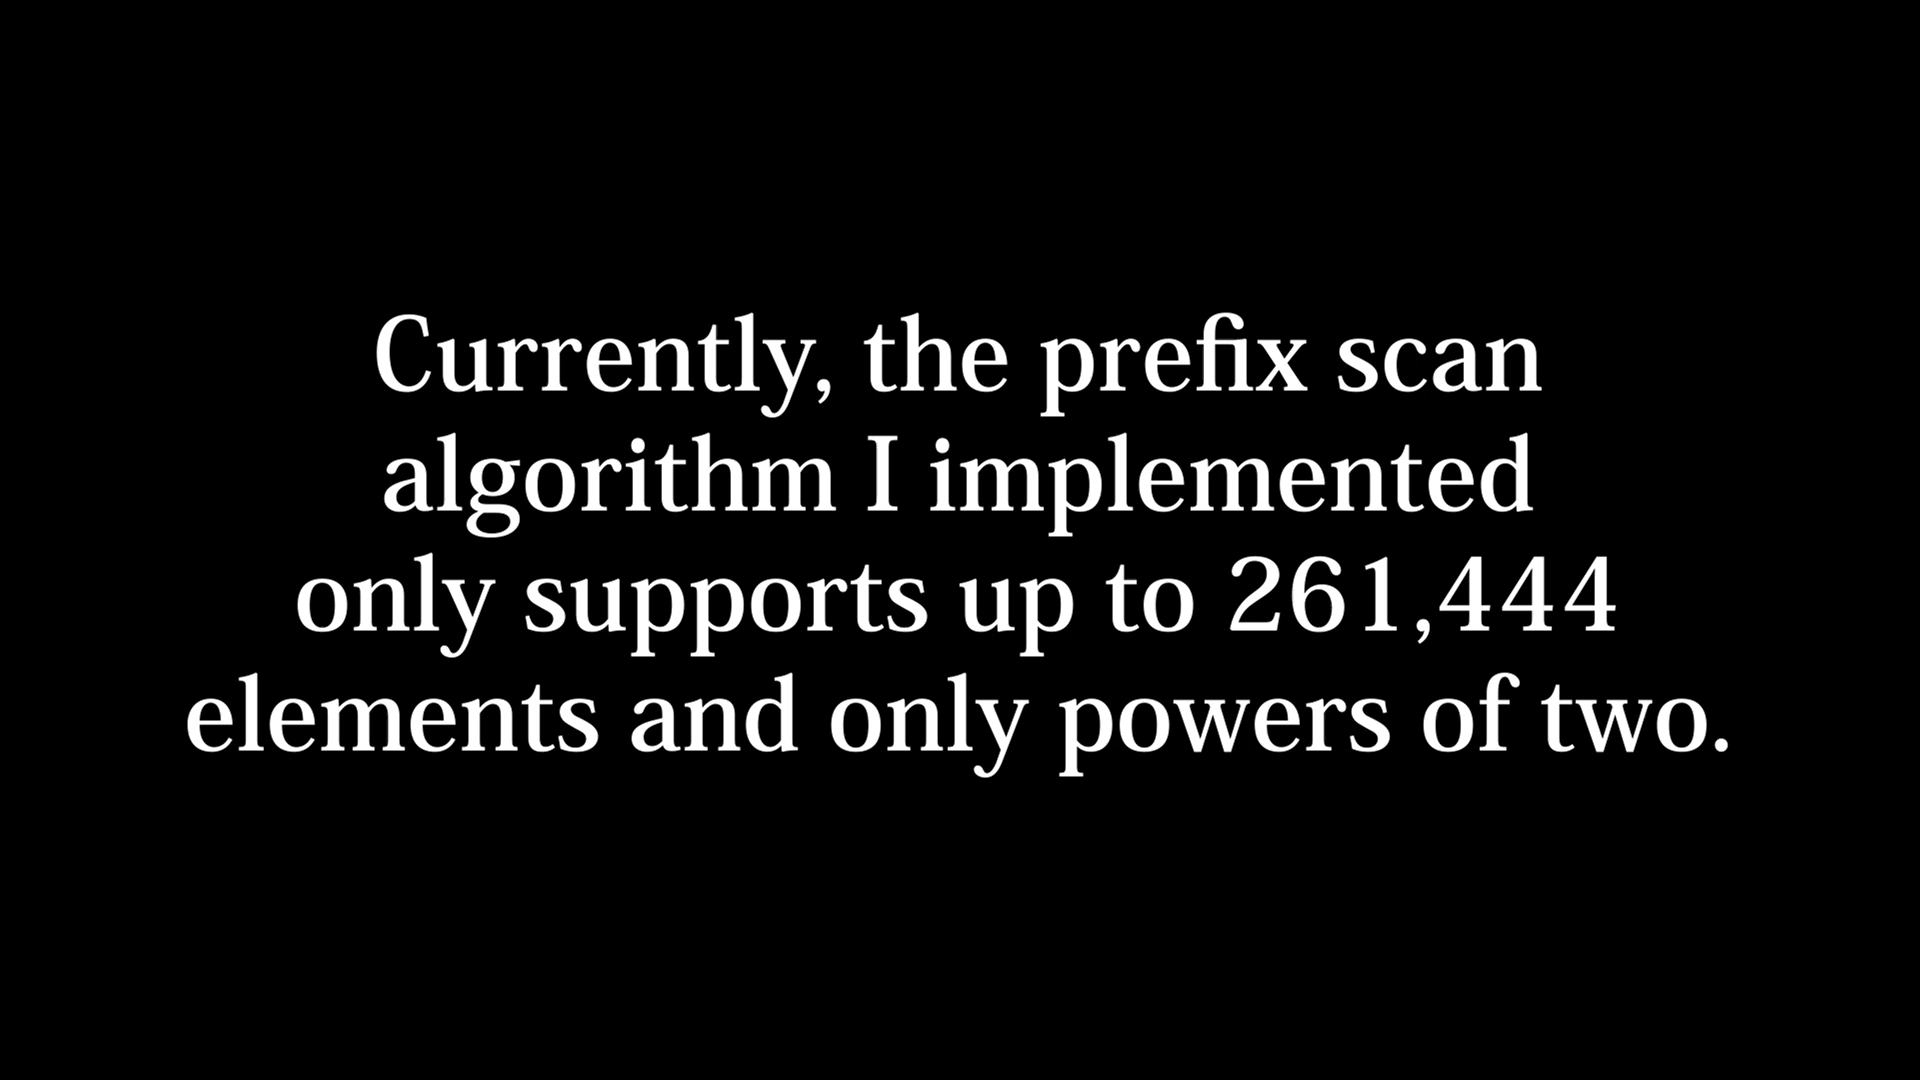 Currently, the prefix scan
algorithm I implemented
only supports up to 261,444
elements and only powers of two.